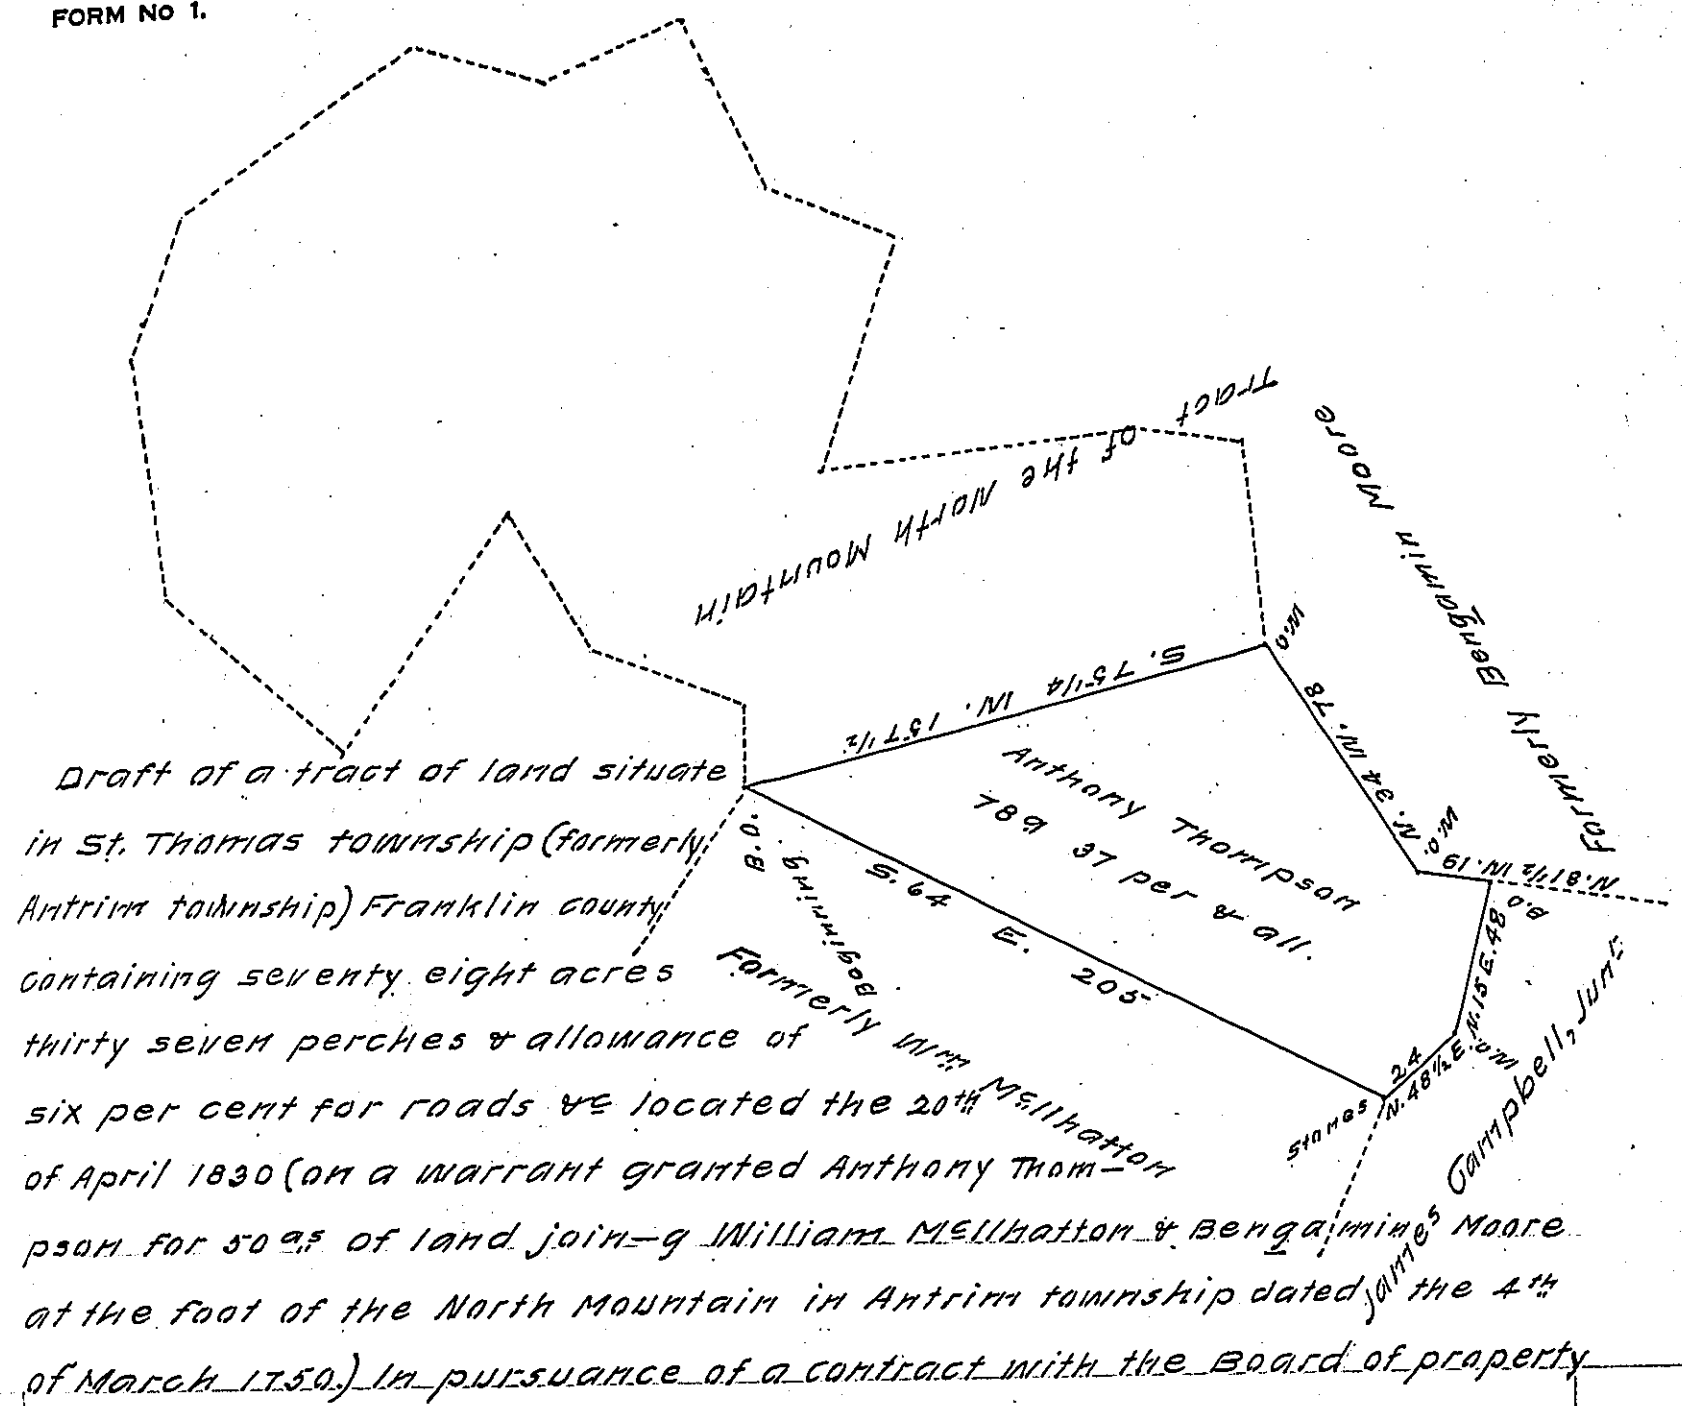 FORM No 1.
Tract
of the North Mountain
Formerly Bengamin Moore
W.O
S. 75 1/4 W. 157 1/2
N. 34 W. 78
W.O.
N. 81 1/2 W. 19
B.O
Anthony Thompson
78a 37 per & all.
B.O.
Beginning
S. 64 E. 205
N. 15 E. 48
W.O.
24
N. 48 1/2 E.
Stones
Formerly Wm McIlhatton
James Campbell, Junr
Draft of a tract of land situate
in St. Thomas township (formerly
Antrim township) Franklin county
containing seventy eight acres
thirty seven perches & allowance of
six per cent for roads &c located the 20th
of April 1830 (on a warrant granted Anthony Thom-
pson for 50 as of land join-g William McIlhatton & Bengamine Moore
at the foot of the North Mountain in Antrim township dated the 4th
of March 1750.) In pursuance of a contract with the Board of property